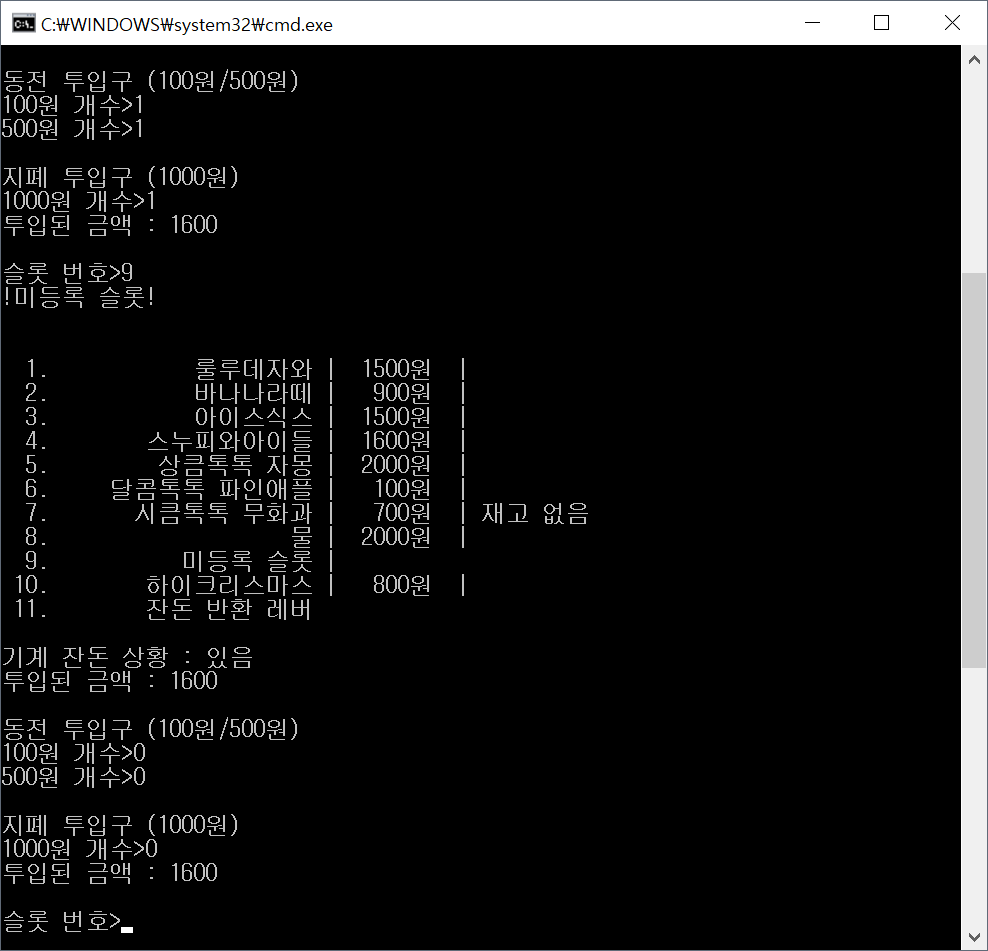 C:₩WINDOWS₩system32₩cmd.exe
동전 투입구 (100원/500원)
100원 개수>1
500원 개수>1
지폐 투입구 (1000원)
1000원 개수>1
투입된 금액 : 1600
슬롯 번호>9
!미등록 슬롯!
1. 룰루데자와 | 1500원 |
2. 바나나라떼 | 900원 |
3. 아이스식스 | 1500원 |
4. 스누피와아이들 | 1600원 |
5. 상큼톡톡 자몽 | 2000원 |
6. 달콤톡톡 파인애플 | 100원 |
7. 시큼톡톡 무화과 | 700원 | 재고 없음
8. 물 | 2000원 |
9. 미등록 슬롯 |
10. 하이크리스마스 | 800원 |
11. 잔돈 반환 레버
기계 잔돈 상황 : 있음
투입된 금액 : 1600
동전 투입구 (100원/500원)
100원 개수>0
500원 개수>0
지폐 투입구 (1000원)
1000원 개수>0
투입된 금액 : 1600
슬롯 번호>